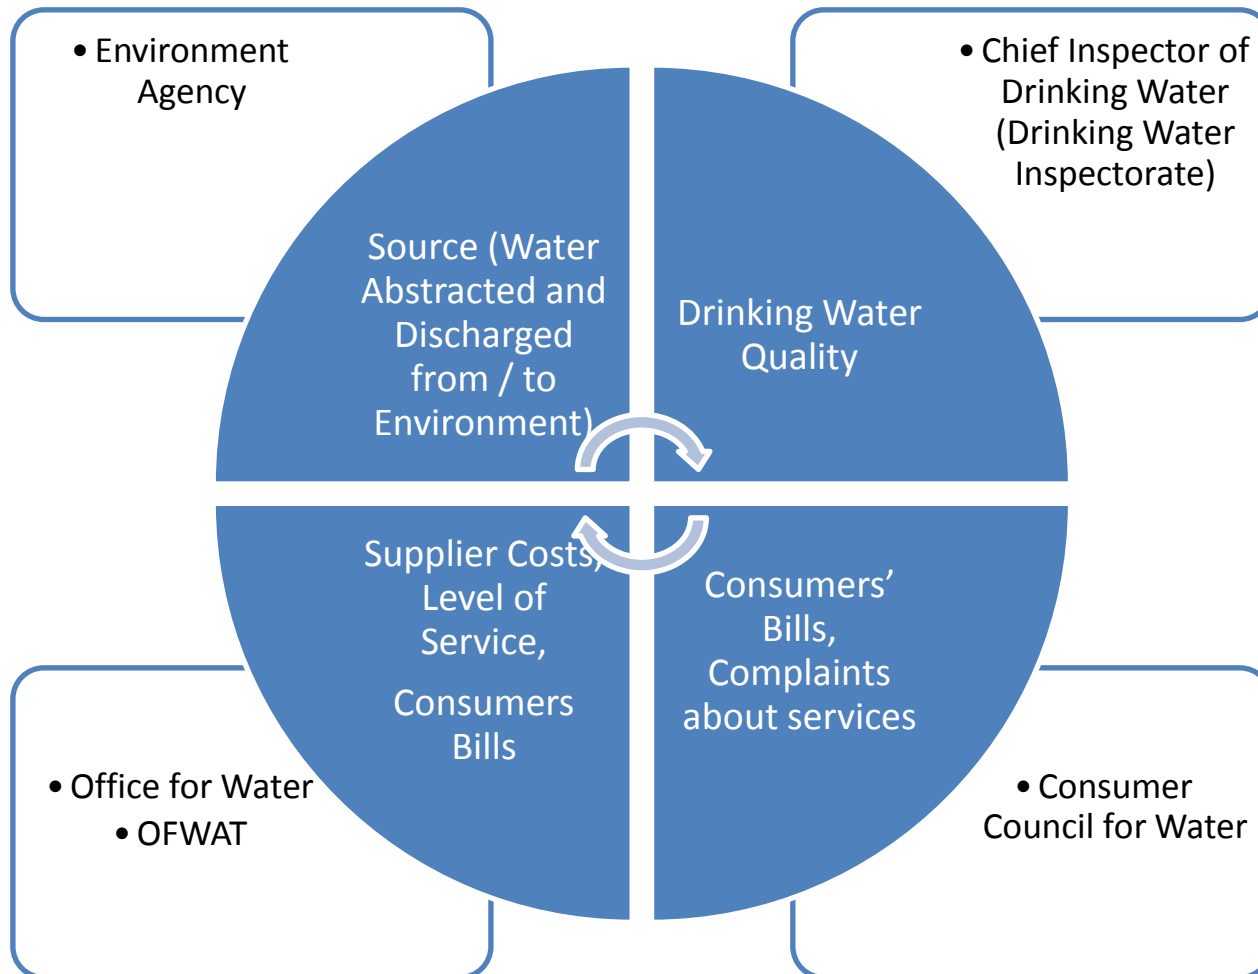 • Environment
Agency
• Chief Inspector of
Drinking Water
(Drinking Water
Inspectorate)
Source (Water
Abstracted and
Discharged
from / to
Environment)
Drinking Water
Quality
Supplier Costs,
Level of
Service,
Consumers
Bills
Consumers’
Bills,
Complaints
about services
• Office for Water
• OFWAT
• Consumer
Council for Water